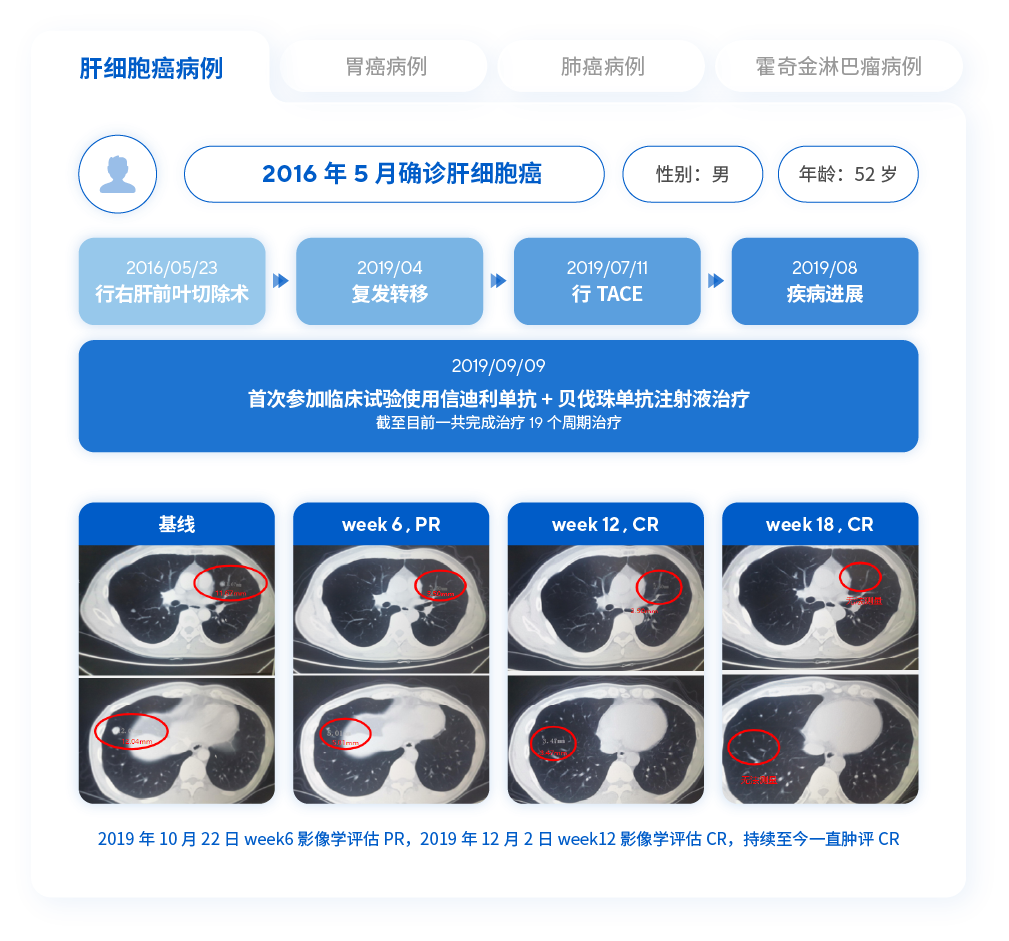 肝细胞癌病例
胃癌病例
肺癌病例
霍奇金淋巴瘤病例
2016 年 5 月确诊肝细胞癌
性别：男
年龄：52 岁
2016/05/23
行右肝前叶切除术
2019/04
复发转移
2019/07/11
行 TACE
2019/08
疾病进展
2019/09/09
首次参加临床试验使用信迪利单抗 + 贝伐珠单抗注射液治疗
截至目前一共完成治疗 19 个周期治疗
基线
week 6 , PR
week 12 , CR
week 18 , CR
2019 年 10 月 22 日 week6 影像学评估 PR，2019 年 12 月 2 日 week12 影像学评估 CR，持续至今一直肿评 CR